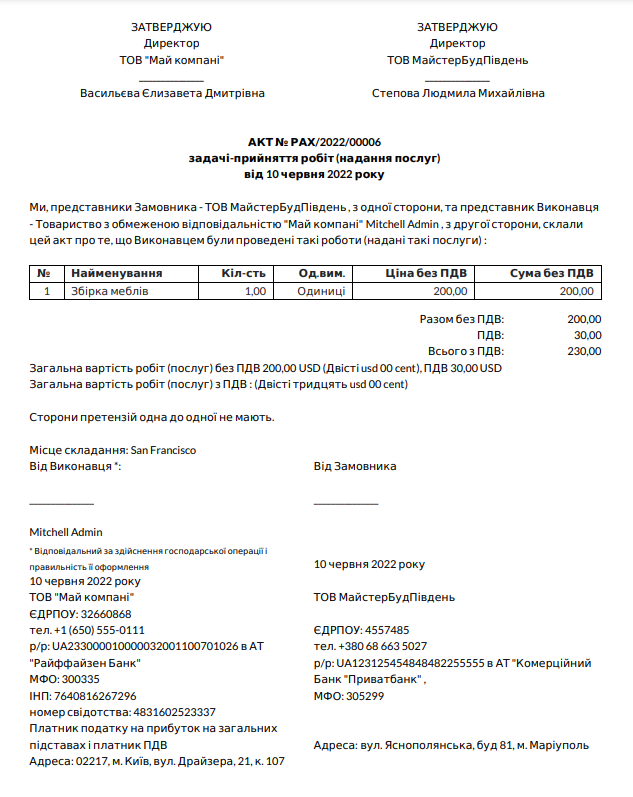 ЗАТВЕРДЖУЮ
Директор
ТОВ "Май компані"
____________
Васильєва Єлизавета Дмитрівна
ЗАТВЕРДЖУЮ
Директор
ТОВ МайстерБудПівдень
____________
Степова Людмила Михайлівна
АКТ № РАХ/2022/00006
здачі-прийняття робіт (надання послуг)
від 10 червня 2022 року
Ми, представники Замовника - ТОВ МайстерБудПівдень , з одної сторони, та представник Виконавця
- Товариство з обмеженою відповідальністю "Май компані" Mitchell Admin , з другої сторони, склали
цей акт про те, що Виконавцем були проведені такі роботи (надані такі послуги) :
№ Найменування Кіл-сть Од.вим. Ціна без ПДВ Сума без ПДВ
1 Збірка меблів 1,00 Одиниці 200,00 200,00
Разом без ПДВ: 200,00
ПДВ: 30,00
Всього з ПДВ: 230,00
Загальна вартість робіт (послуг) без ПДВ 200,00 USD (Двісті usd 00 cent), ПДВ 30,00 USD
Загальна вартість робіт (послуг) з ПДВ : (Двісті тридцять usd 00 cent)
Сторони претензій одна до одної не мають.
Місце складання: San Francisco
Від Виконавця *:
____________
Mitchell Admin
* Відповідальний за здійснення господарської операції і
правильність її оформлення
10 червня 2022 року
ТОВ "Май компані"
ЄДРПОУ: 32660868
тел. +1 (650) 555-0111
р/р: UA233000010000032001100701026 в АТ
"Райффайзен Банк"
МФО: 300335
ІНП: 7640816267296
номер свідотства: 4831602523337
Платник податку на прибуток на загальних
підставах і платник ПДВ
Адреса: 02217, м. Київ, вул. Драйзера, 21, к. 107
Від Замовника
____________
10 червня 2022 року
ТОВ МайстерБудПівдень
ЄДРПОУ: 4557485
тел. +380 68 663 5027
р/р: UA123125454848482255555 в АТ "Комерційний
Банк "Приватбанк" ,
МФО: 305299
Адреса: вул. Яснополянська, буд 81, м. Маріуполь